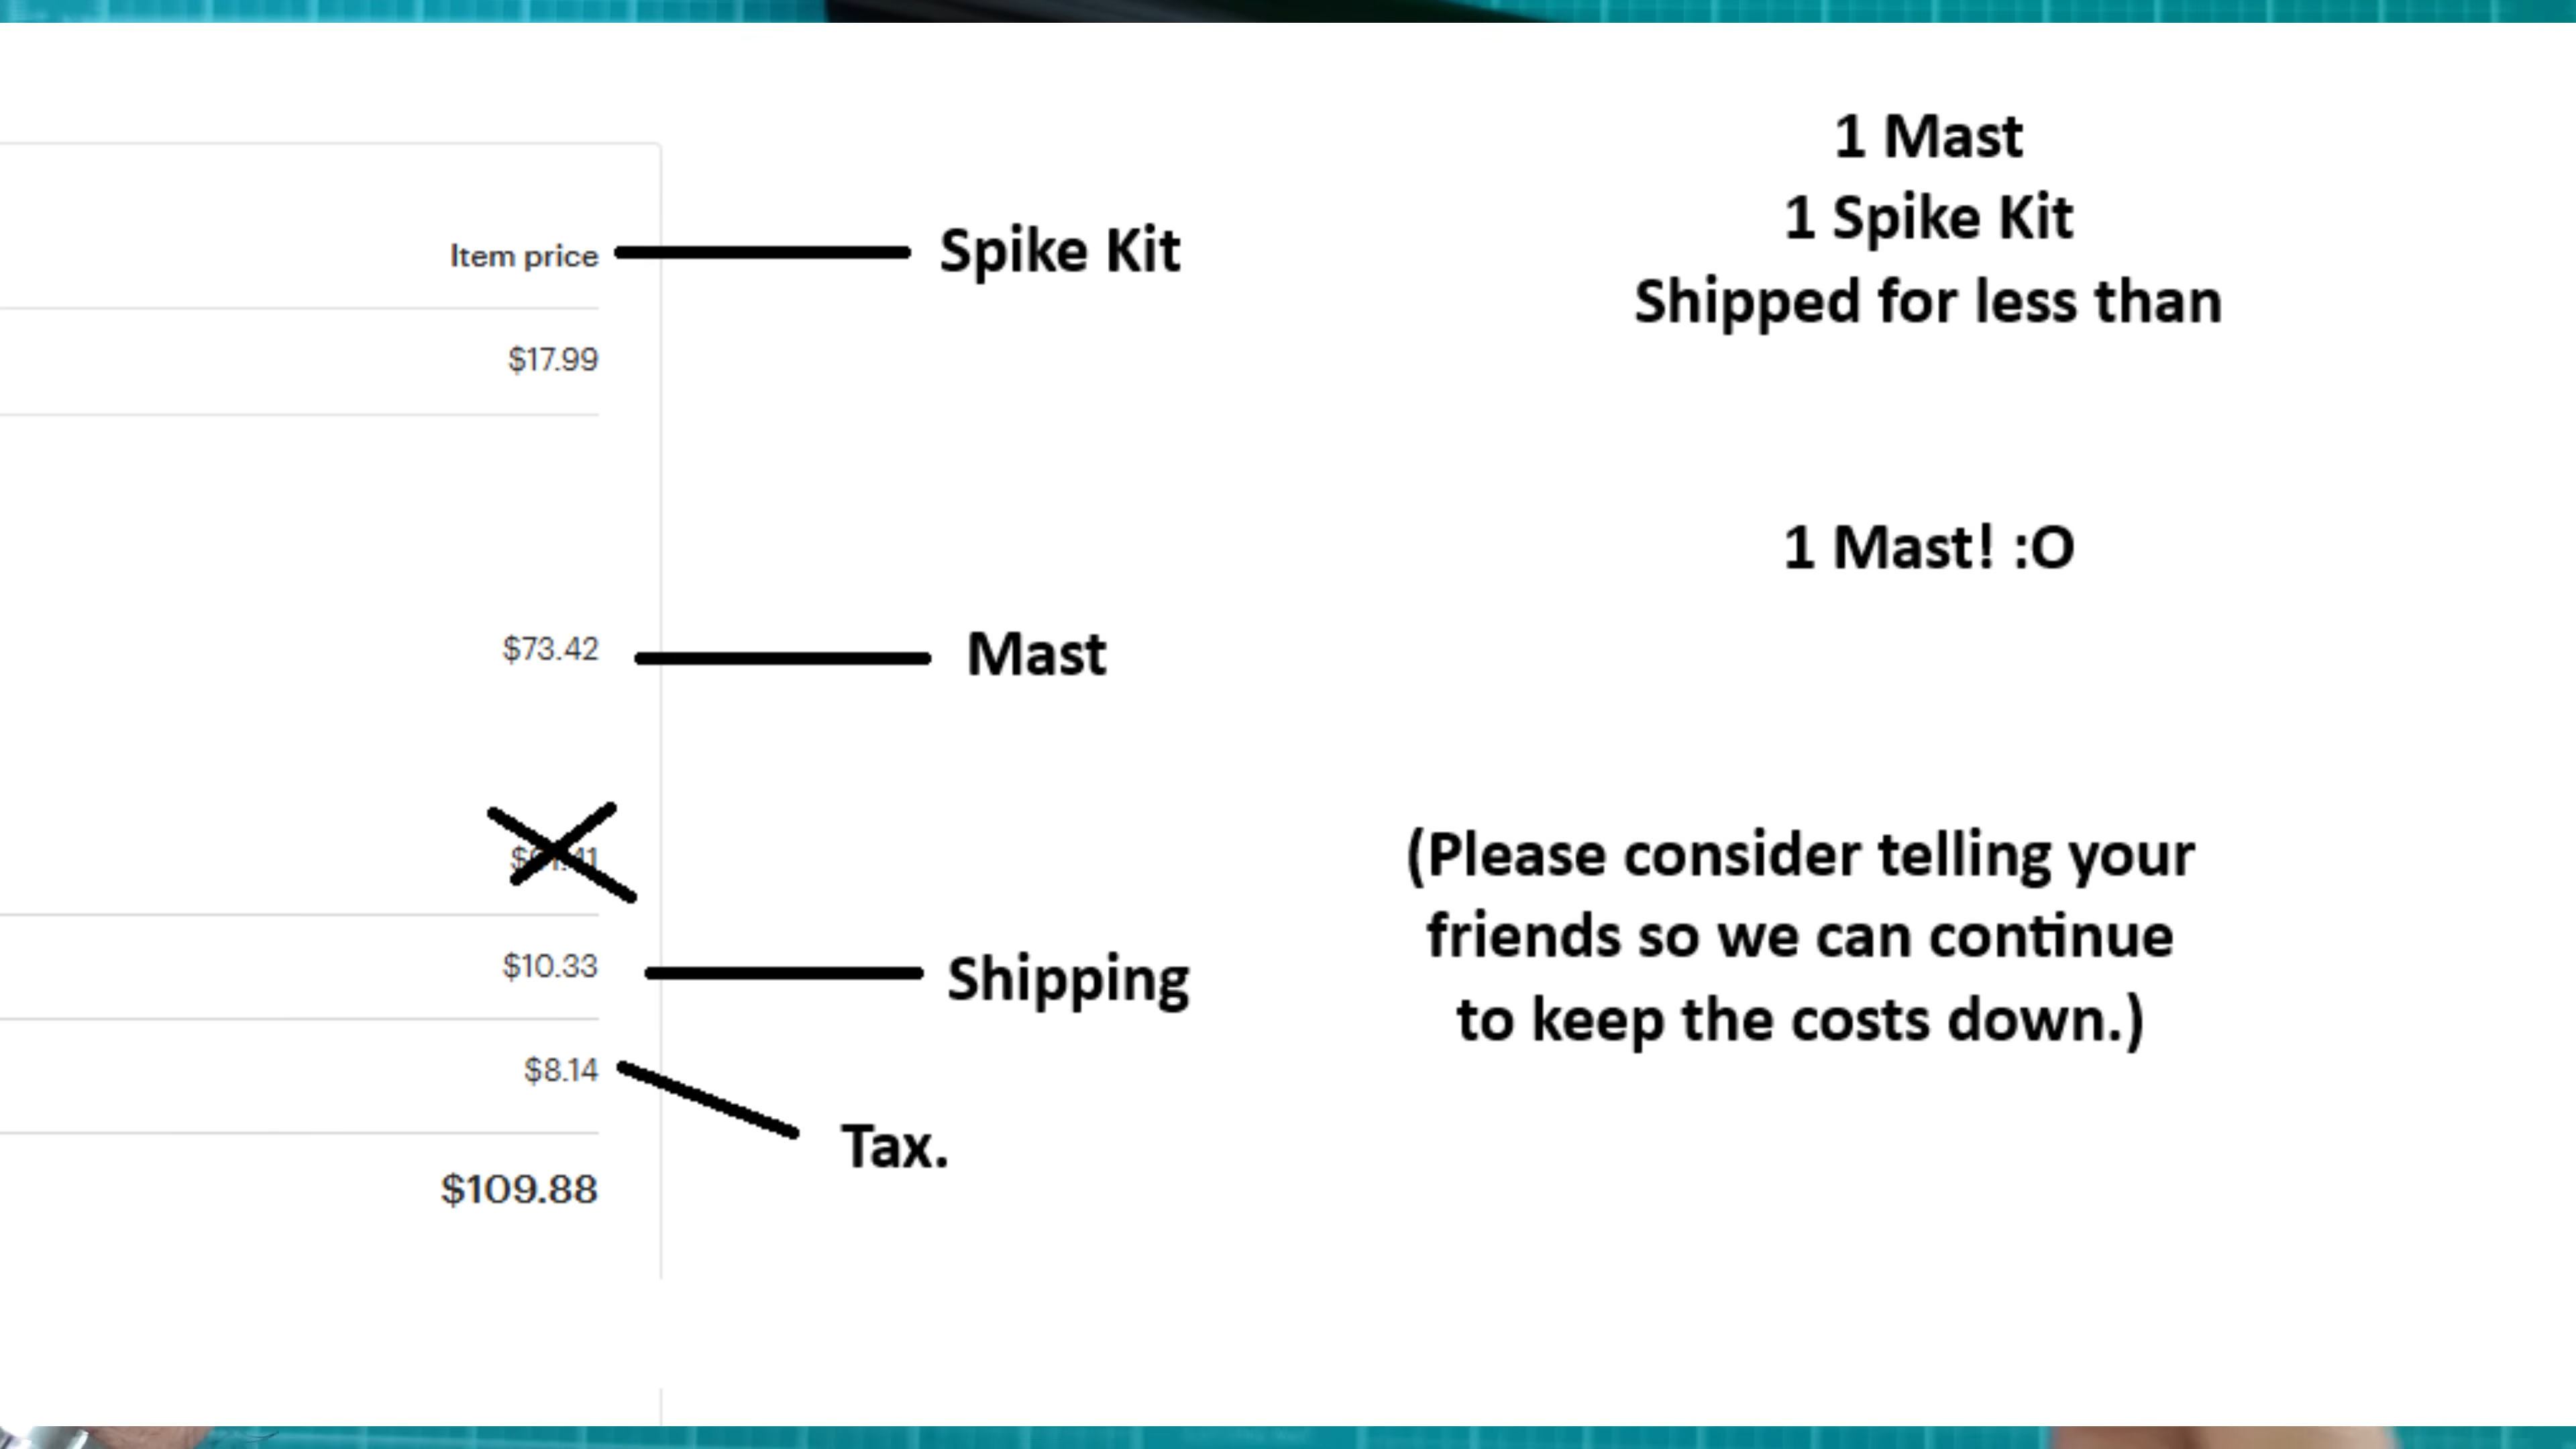 Item price
Spike Kit
$17.99
$73.42
Mast
$10.33
Shipping
$8.14
Tax.
$109.88
1 Mast
1 Spike Kit
Shipped for less than
1 Mast! :O
(Please consider telling your
friends so we can continue
to keep the costs down.)